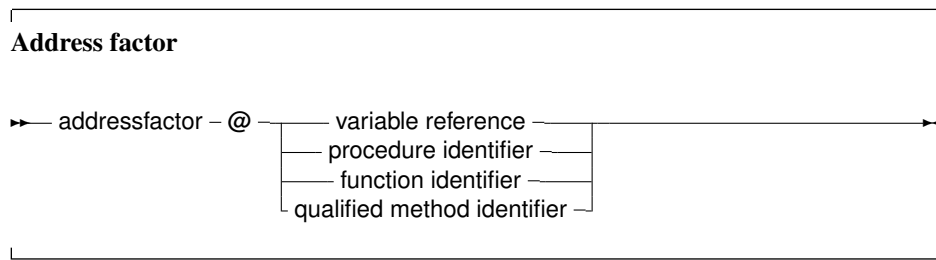 Address factor
addressfactor @ variable reference
procedure identifier
function identifier
qualified method identifier